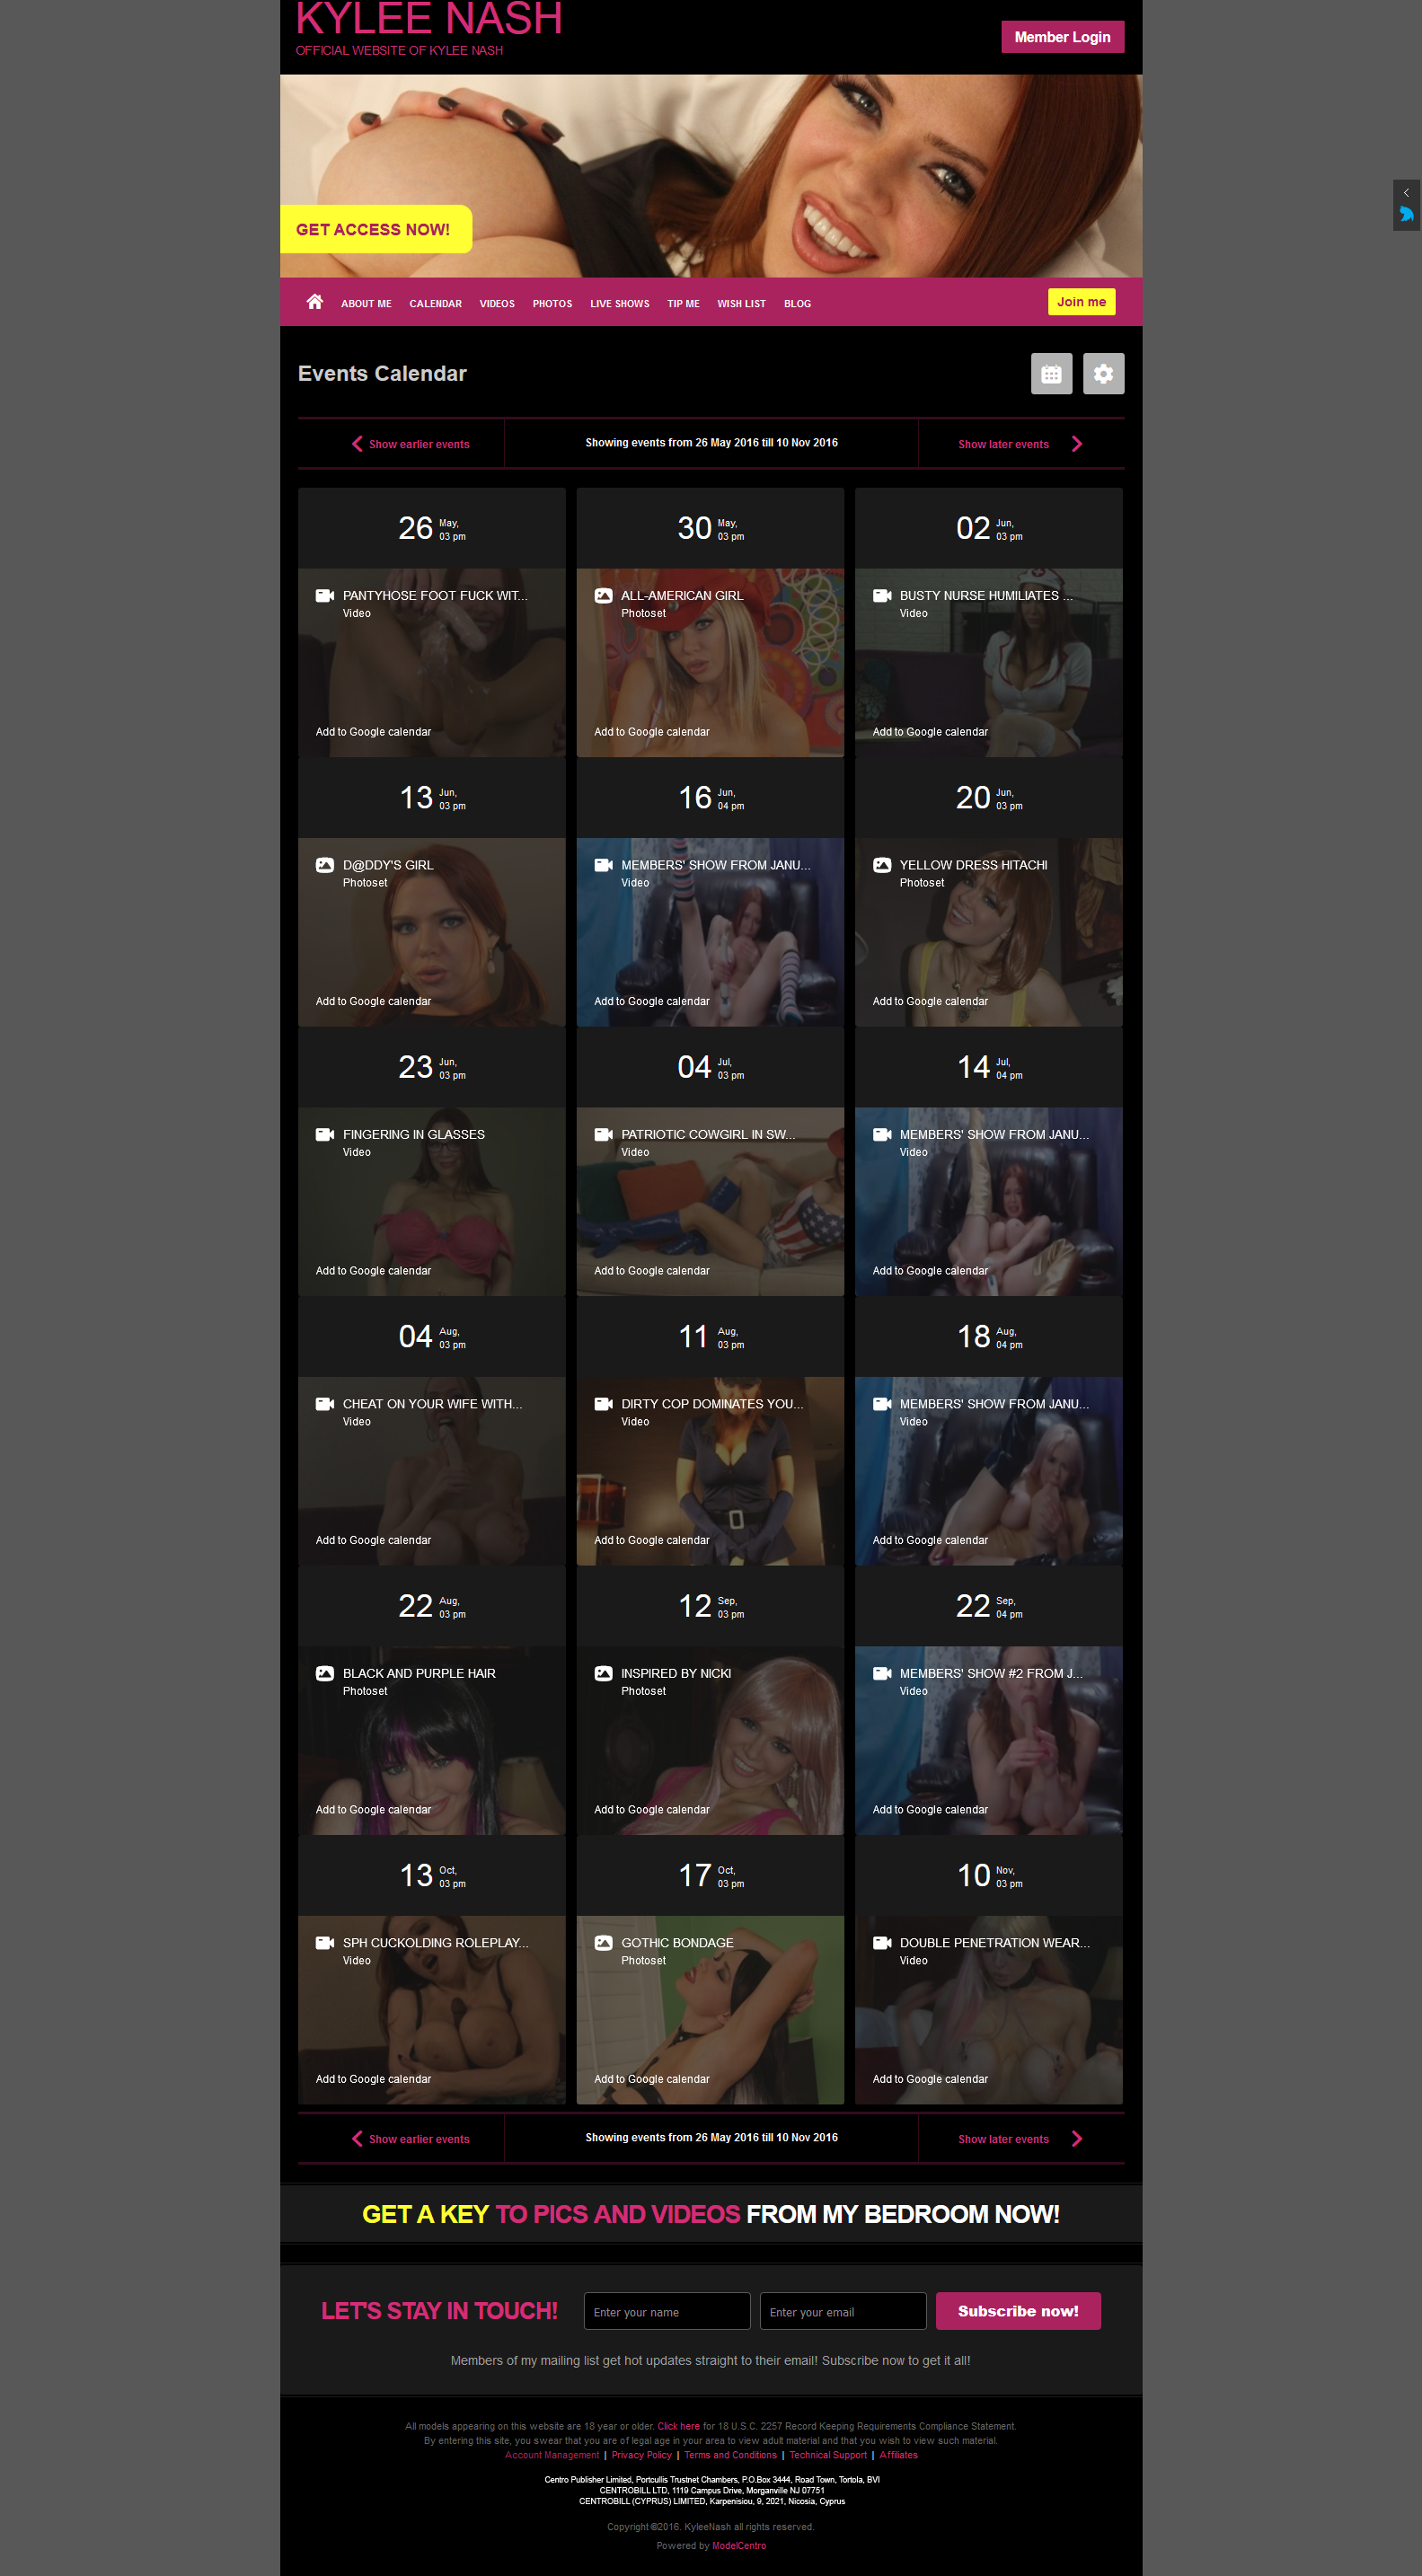 KYLEE NASH
OFFICIAL WEBSITE OF KYLEE NASH
Member Login
GET ACCESS NOW!
ABOUT ME CALENDAR VIDEOS PHOTOS LIVE SHOWS TIP ME WISH LIST BLOG
Join me
Events Calendar
Show earlier events
Showing events from 26 May 2016 till 10 Nov 2016
Show later events
26 May,
03 pm
PANTYHOSE FOOT FUCK WIT...
Video
Add to Google calendar
30 May,
03 pm
ALL-AMERICAN GIRL
Photoset
Add to Google calendar
02 Jun,
03 pm
BUSTY NURSE HUMILIATES ...
Video
Add to Google calendar
13 Jun,
03 pm
D@DDY'S GIRL
Photoset
Add to Google calendar
16 Jun,
04 pm
MEMBERS' SHOW FROM JANU...
Video
Add to Google calendar
20 Jun,
03 pm
YELLOW DRESS HITACHI
Photoset
Add to Google calendar
23 Jun,
03 pm
FINGERING IN GLASSES
Video
Add to Google calendar
04 Jul,
03 pm
PATRIOTIC COWGIRL IN SW...
Video
Add to Google calendar
14 Jul,
04 pm
MEMBERS' SHOW FROM JANU...
Video
Add to Google calendar
04 Aug,
03 pm
CHEAT ON YOUR WIFE WITH...
Video
Add to Google calendar
11 Aug,
03 pm
DIRTY COP DOMINATES YOU...
Video
Add to Google calendar
18 Aug,
04 pm
MEMBERS' SHOW FROM JANU...
Video
Add to Google calendar
22 Aug,
03 pm
BLACK AND PURPLE HAIR
Photoset
Add to Google calendar
12 Sep,
03 pm
INSPIRED BY NICKI
Photoset
Add to Google calendar
22 Sep,
04 pm
MEMBERS' SHOW #2 FROM J...
Video
Add to Google calendar
13 Oct,
03 pm
SPH CUCKOLDING ROLEPLAY...
Video
Add to Google calendar
17 Oct,
03 pm
GOTHIC BONDAGE
Photoset
Add to Google calendar
10 Nov,
03 pm
DOUBLE PENETRATION WEAR...
Video
Add to Google calendar
Show earlier events
Showing events from 26 May 2016 till 10 Nov 2016
Show later events
GET A KEY TO PICS AND VIDEOS FROM MY BEDROOM NOW!
LET'S STAY IN TOUCH!
Enter your name
Enter your email
Subscribe now!
Members of my mailing list get hot updates straight to their email! Subscribe now to get it all!
All models appearing on this website are 18 year or older. Click here for 18 U.S.C. 2257 Record Keeping Requirements Compliance Statement.
By entering this site, you swear that you are of legal age in your area to view adult material and that you wish to view such material.
Account Management | Privacy Policy | Terms and Conditions | Technical Support | Affiliates
Centro Publisher Limited, Portcullis Trustnet Chambers, P.O.Box 3444, Road Town, Tortola, BVI
CENTROBILL LTD, 1119 Campus Drive, Morganville NJ 07751
CENTROBILL (CYPRUS) LIMITED, Karpenisiou, 9, 2021, Nicosia, Cyprus
Copyright ©2016. KyleeNash all rights reserved.
Powered by ModelCentro